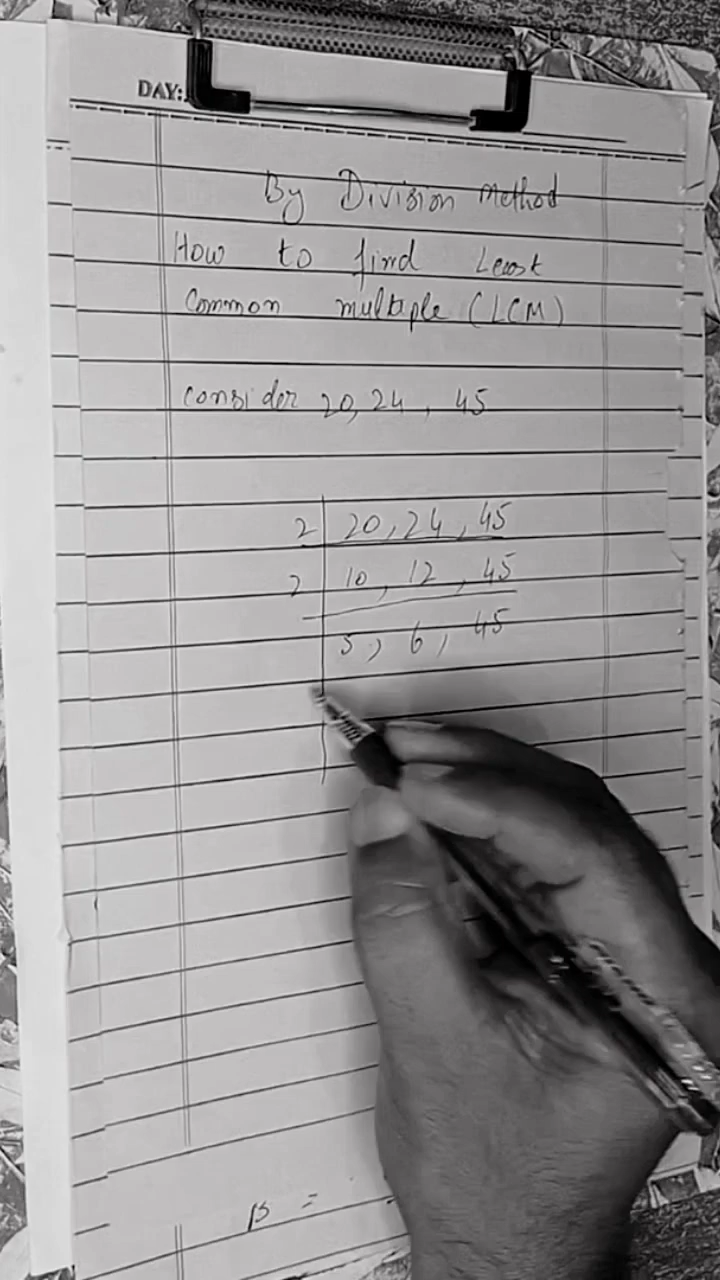 DAY:
By Division Method
How to find Least
Common multiple (LCM)
consider 20, 24, 45
2 20, 24, 45
2 10, 12, 45
5, 6, 45